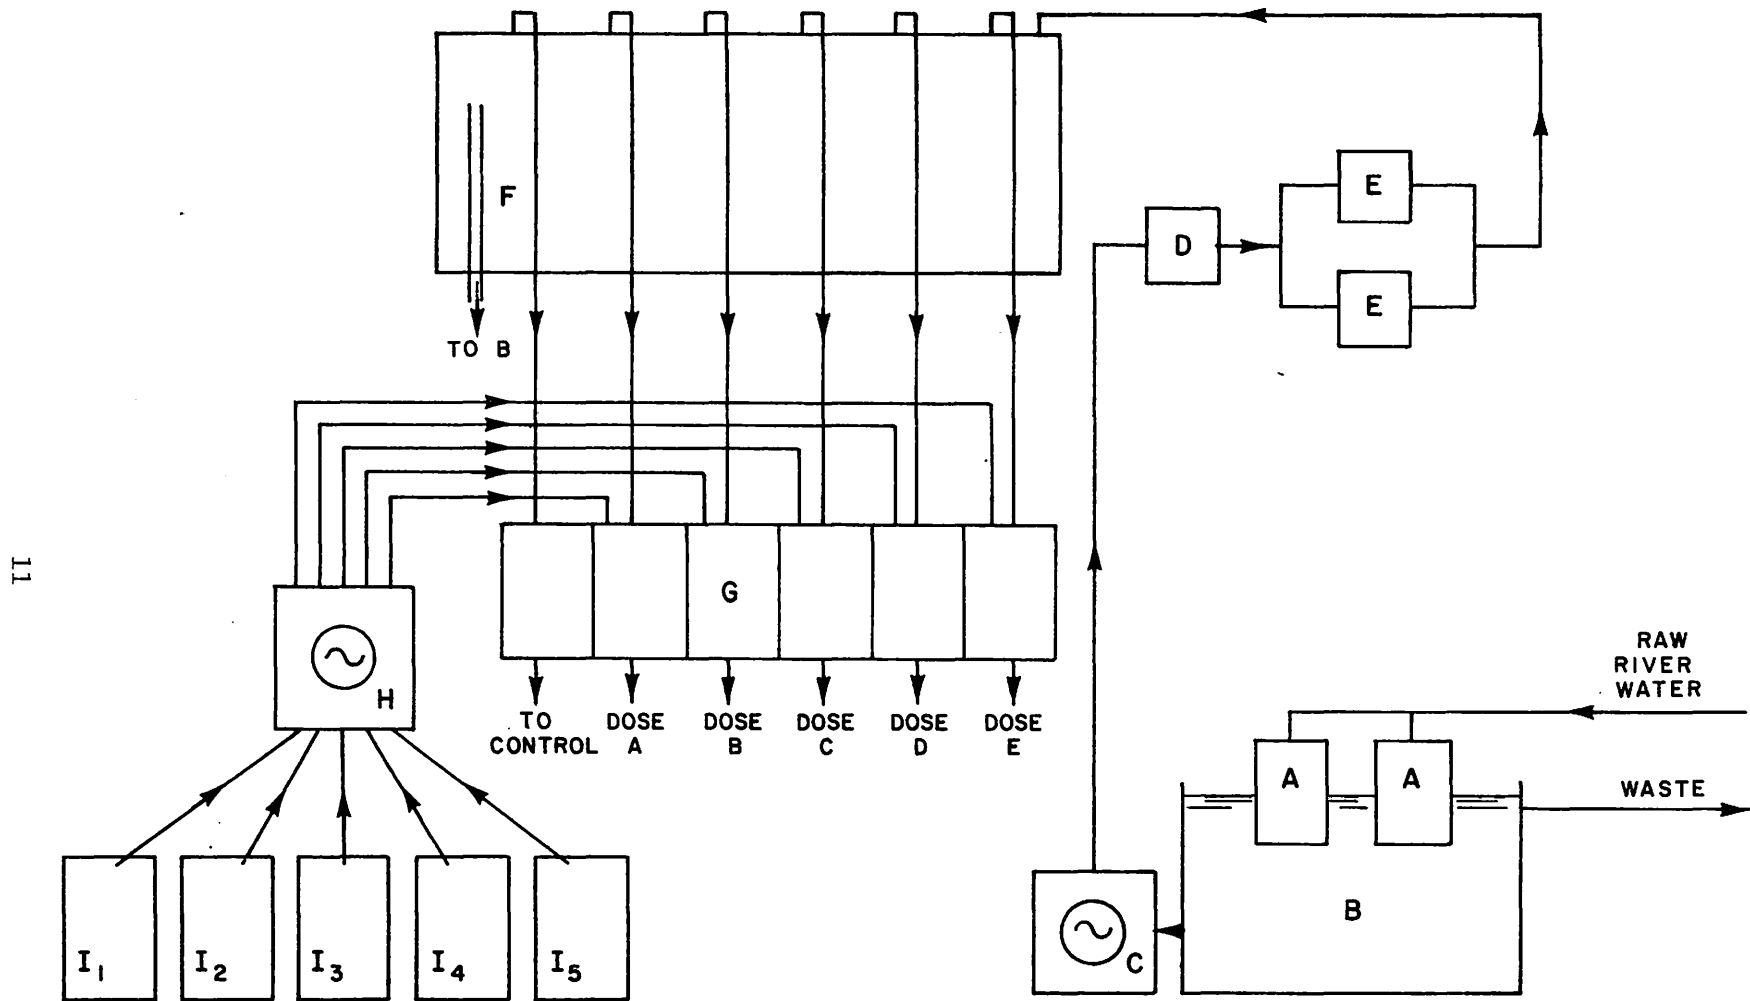 F
E
D
E
TO B
11
G
H
RAW
RIVER
WATER
TO
CONTROL
DOSE
A
DOSE
B
DOSE
C
DOSE
D
DOSE
E
A
A
WASTE
B
C
I1
I2
I3
I4
I5